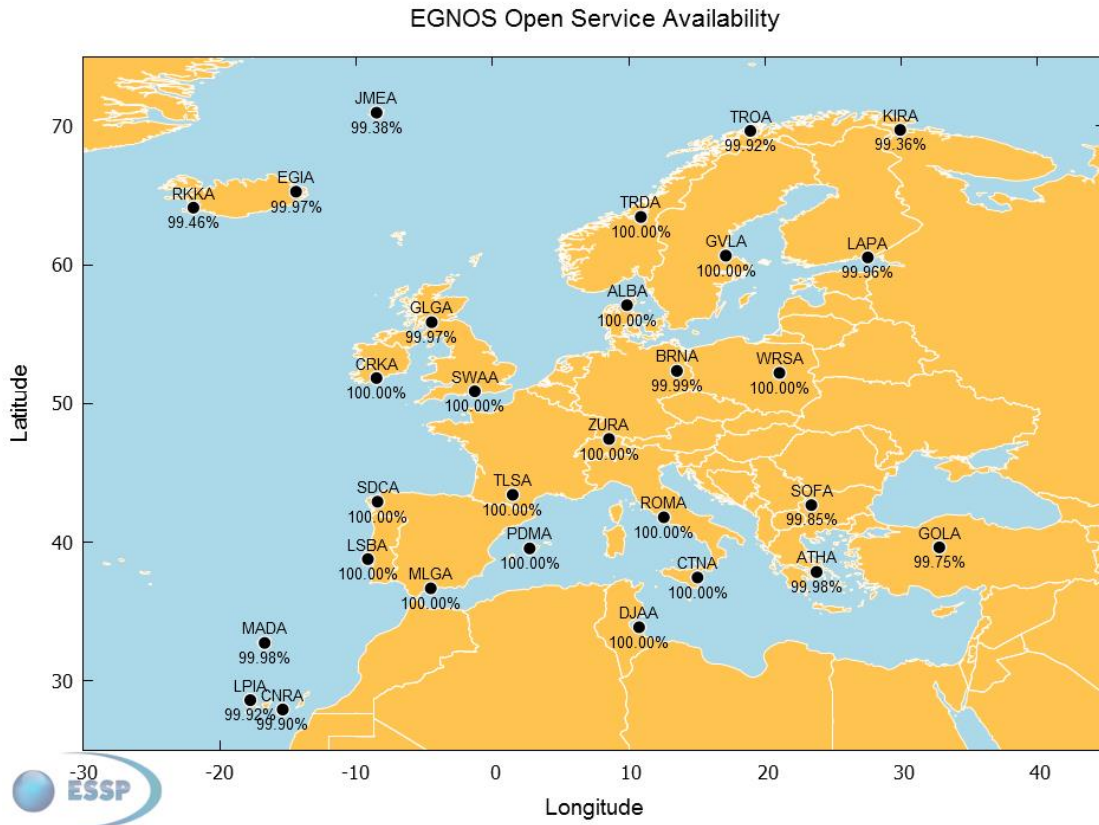 EGNOS Open Service Availability
JMEA
99.38%
TROA
99.92%
KIRA
99.36%
70
EGIA
99.97%
RKKA
99.46%
TRDA
100.00%
GVLA
100.00%
LAPA
99.96%
60
ALBA
100.00%
GLGA
99.97%
CRKA
100.00%
SWAA
100.00%
BRNA
99.99%
WRSA
100.00%
50
Latitude
ZURA
100.00%
TLSA
100.00%
SDCA
100.00%
ROMA
100.00%
SOFA
99.85%
GOLA
99.75%
40
LSBA
100.00%
PDMA
100.00%
MLGA
100.00%
CTNA
100.00%
ATHA
99.98%
DJAA
100.00%
MADA
99.98%
30
LPIA
99.92%
CNRA
99.90%
-30 -20 -10 0 10 20 30 40
Longitude
ESSP